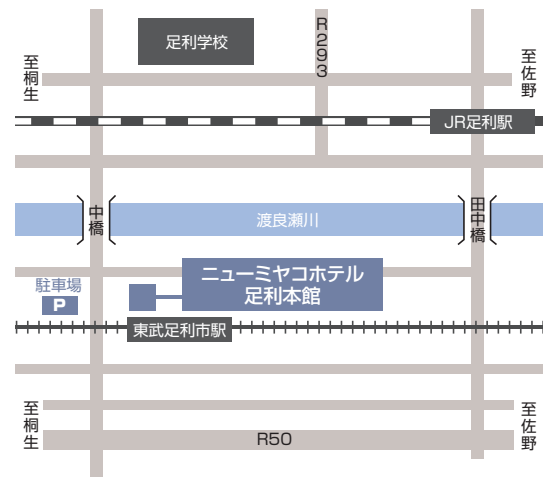 足利学校
R293
至桐生
至佐野
JR足利駅
中橋
渡良瀬川
田中橋
ニューミヤコホテル
足利本館
駐車場
P
東武足利市駅
至桐生
至佐野
R50